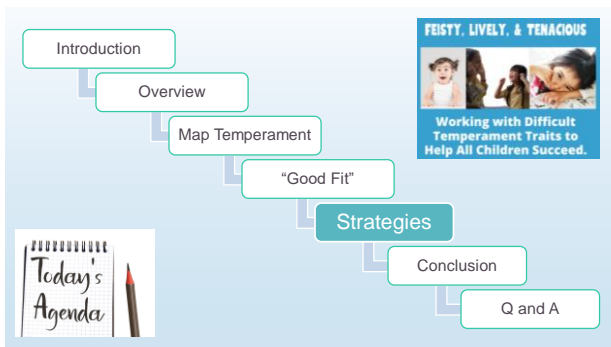 FEISTY, LIVELY, & TENACIOUS
Working with Difficult
Temperament Traits to
Help All Children Succeed.
Introduction
Overview
Map Temperament
“Good Fit”
Strategies
Conclusion
Q and A
Today's
Agenda